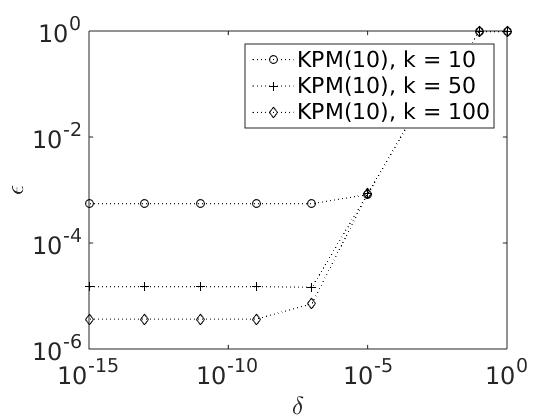 10^0
KPM(10), k = 10
KPM(10), k = 50
KPM(10), k = 100
10^-2
ϵ
10^-4
10^-6
10^-15 10^-10 10^-5 10^0
δ